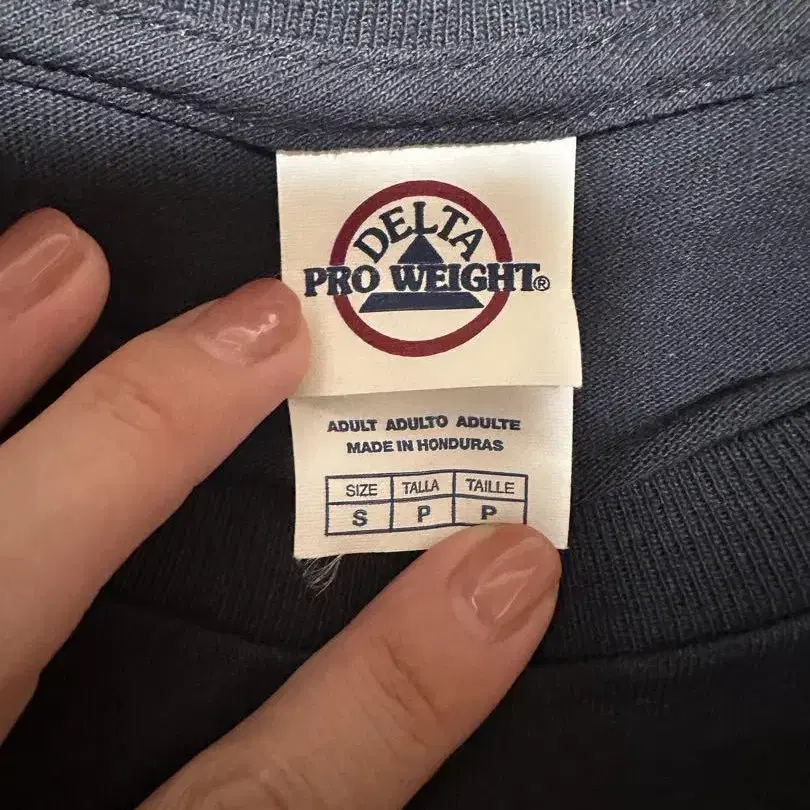 DELTA
PRO WEIGHT®
ADULT ADULTO ADULTE
MADE IN HONDURAS
SIZE TALLA TAILLE
S P P